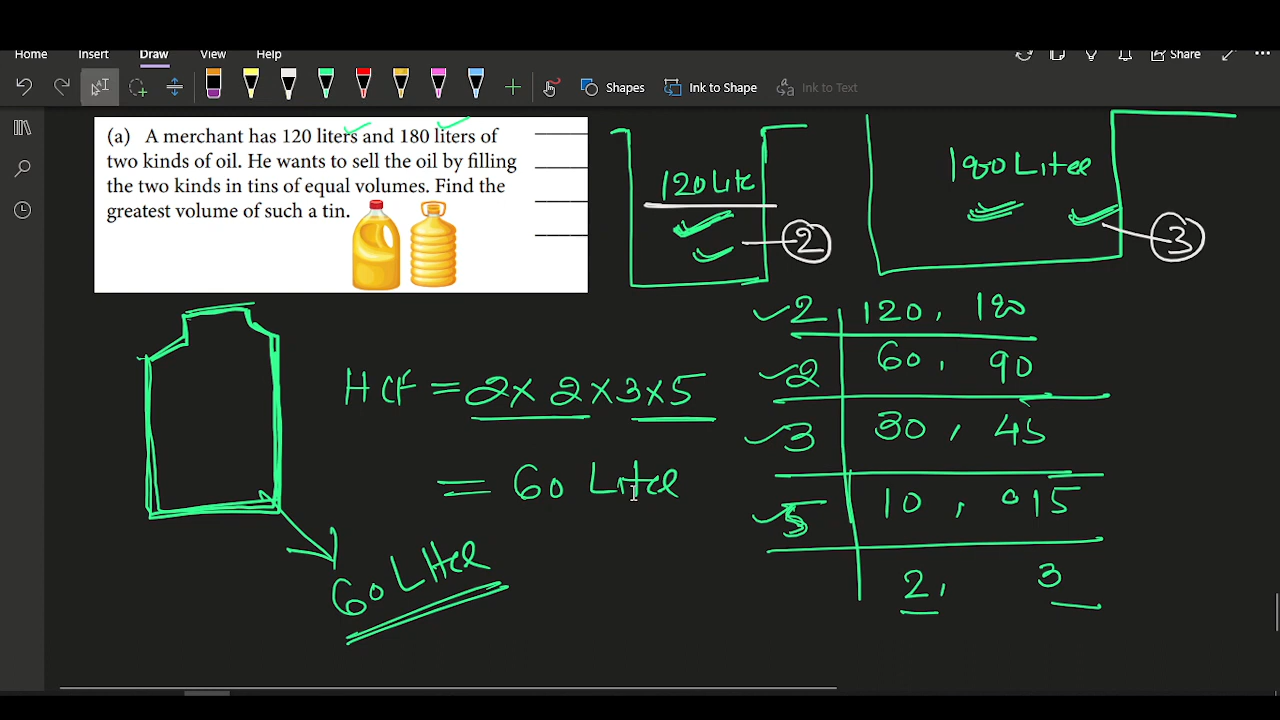 Home Insert Draw View Help Share
Shapes Ink to Shape Ink to Text
(a) A merchant has 120 liters and 180 liters of
two kinds of oil. He wants to sell the oil by filling
the two kinds in tins of equal volumes. Find the
greatest volume of such a tin.
120 Lite
2
180 Litee
3
2 120, 180
2 60, 90
3 30, 45
5 10, 15
2, 3
HCF = 2 × 2 × 3 × 5
= 60 Liter
60 Liter